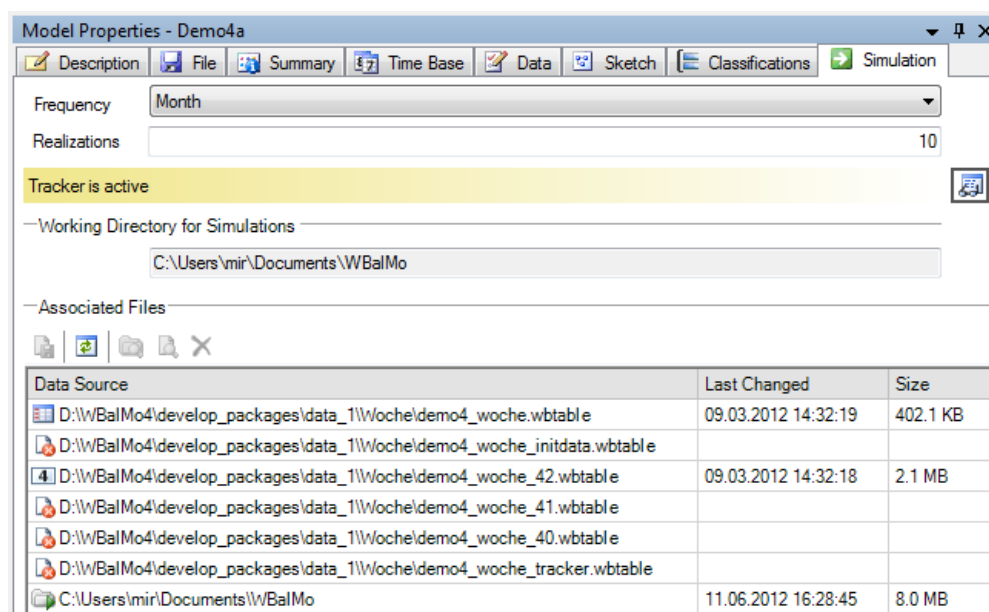 Model Properties - Demo4a
Description File Summary Time Base Data Sketch Classifications Simulation
Frequency Month
Realizations 10
Tracker is active
Working Directory for Simulations
C:\Users\mir\Documents\WBalMo
Associated Files
Data Source Last Changed Size
D:\WBalMo4\develop_packages\data_1\Woche\demo4_woche.wbtable 09.03.2012 14:32:19 402.1 KB
D:\WBalMo4\develop_packages\data_1\Woche\demo4_woche_initdata.wbtable
4 D:\WBalMo4\develop_packages\data_1\Woche\demo4_woche_42.wbtable 09.03.2012 14:32:18 2.1 MB
D:\WBalMo4\develop_packages\data_1\Woche\demo4_woche_41.wbtable
D:\WBalMo4\develop_packages\data_1\Woche\demo4_woche_40.wbtable
D:\WBalMo4\develop_packages\data_1\Woche\demo4_woche_tracker.wbtable
C:\Users\mir\Documents\WBalMo 11.06.2012 16:28:45 8.0 MB